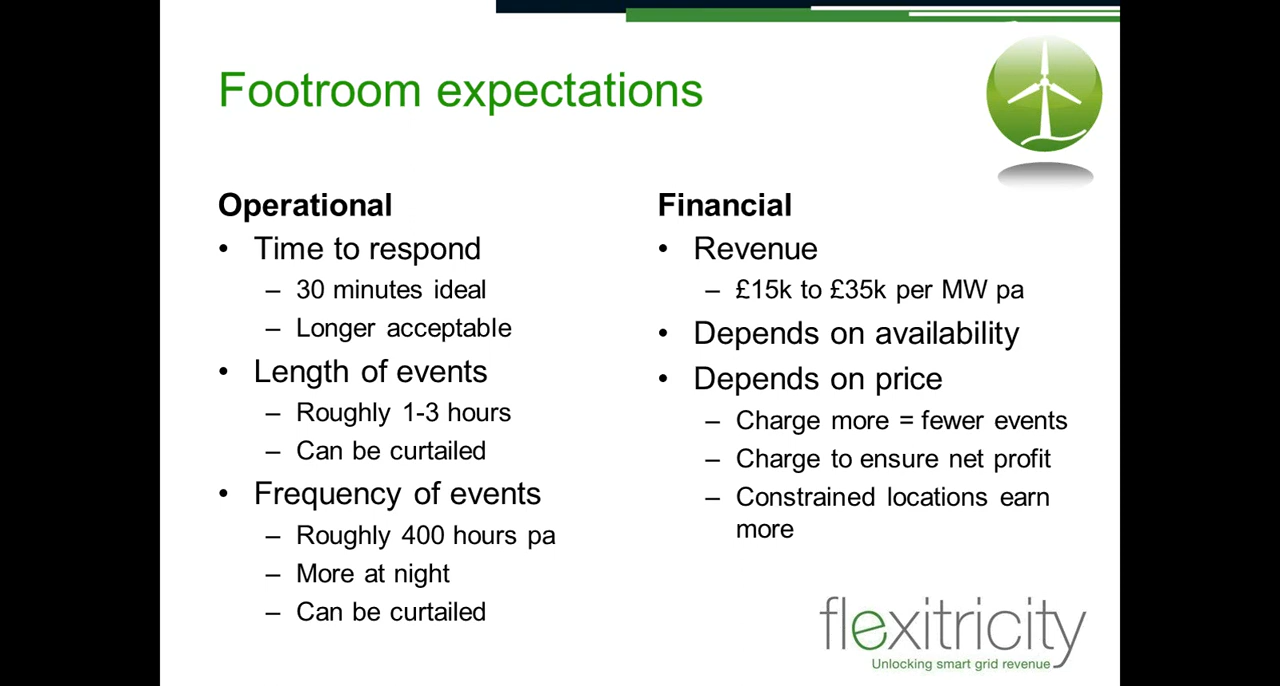 Footroom expectations
Operational
• Time to respond
– 30 minutes ideal
– Longer acceptable
• Length of events
– Roughly 1-3 hours
– Can be curtailed
• Frequency of events
– Roughly 400 hours pa
– More at night
– Can be curtailed
Financial
• Revenue
– £15k to £35k per MW pa
• Depends on availability
• Depends on price
– Charge more = fewer events
– Charge to ensure net profit
– Constrained locations earn
more
flexitricity
Unlocking smart grid revenue